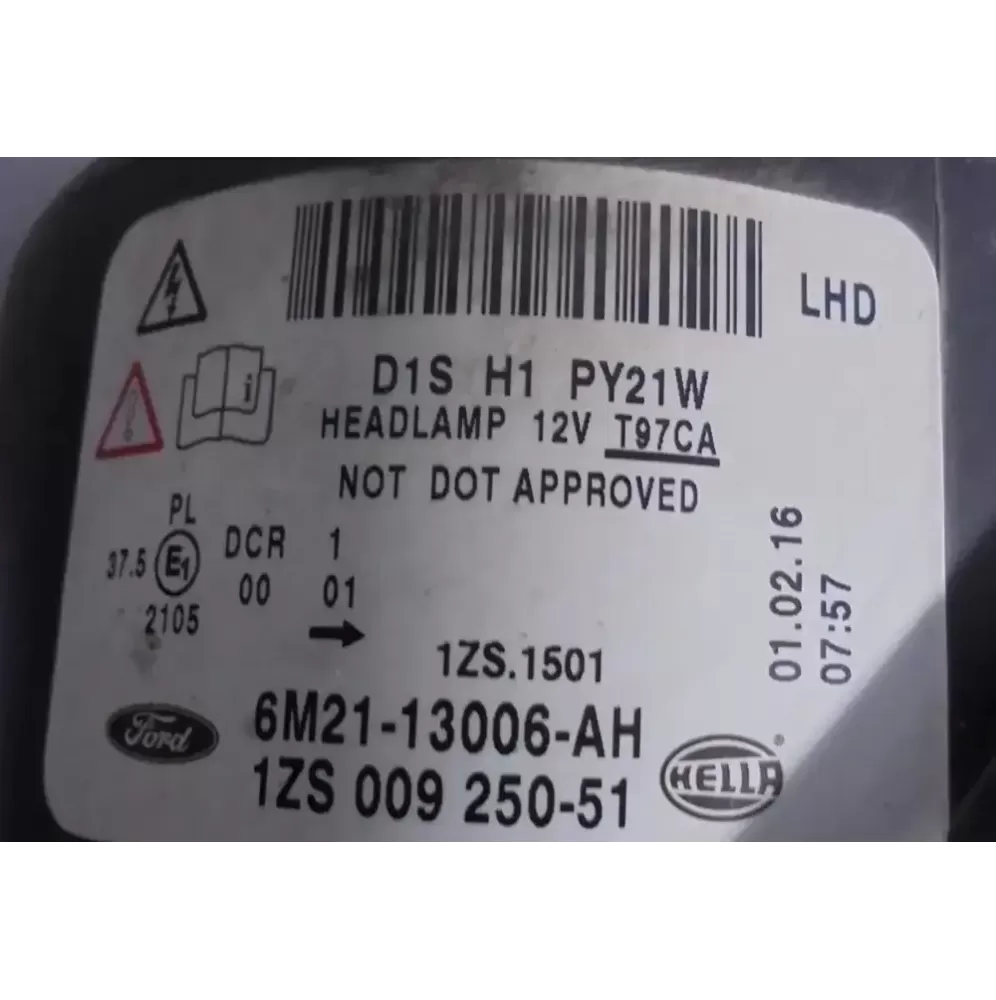 LHD
D1S H1 PY21W
HEADLAMP 12V T97CA
NOT DOT APPROVED
PL
37.5 E1 DCR 1
00 01
2105
1ZS.1501
01.02.16
07:57
Ford
6M21-13006-AH
HELLA®
1ZS 009 250-51